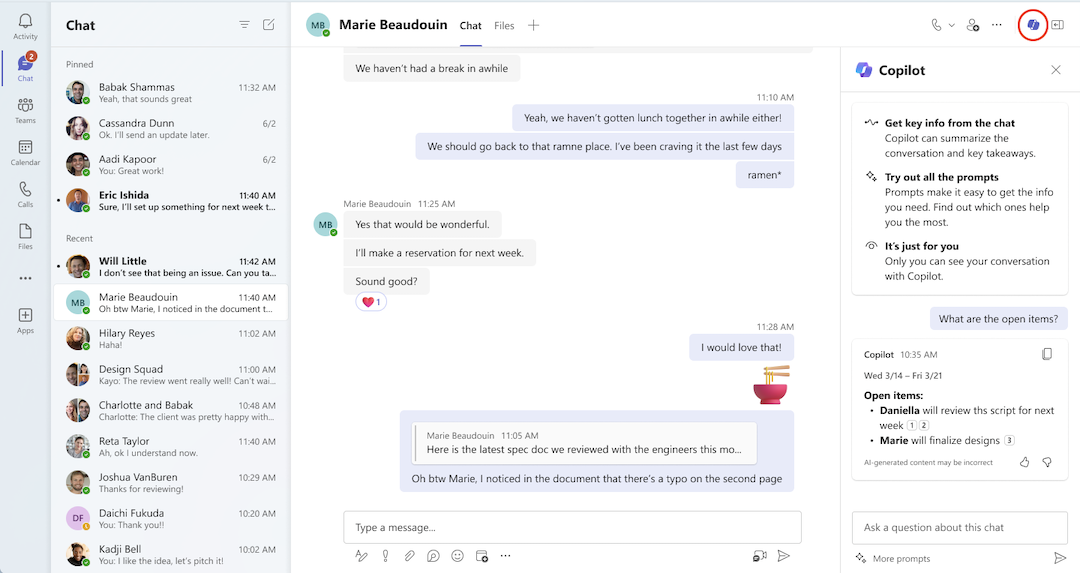 Activity
2
Chat
Teams
Calendar
Calls
Files
Apps
Chat
Pinned
Babak Shammas 11:32 AM
Yeah, that sounds great
Cassandra Dunn 6/2
Ok. I'll send an update later.
Aadi Kapoor 6/2
You: Great work!
Eric Ishida 11:40 AM
Sure, I'll set up something for next week t...
Recent
Will Little 11:42 AM
I don't see that being an issue. Can you ta...
MB
Marie Beaudouin 11:40 AM
Oh btw Marie, I noticed in the document t...
Hilary Reyes 11:02 AM
Haha!
Design Squad 11:00 AM
Kayo: The review went really well! Can't wai...
Charlotte and Babak 10:48 AM
Charlotte: The client was pretty happy with...
Reta Taylor 11:40 AM
Ah, ok I understand now.
Joshua VanBuren 10:29 AM
Thanks for reviewing!
DF
Daichi Fukuda 10:20 AM
You: Thank you!!
Kadji Bell 10:02 AM
You: I like the idea, let's pitch it!
MB Marie Beaudouin Chat Files
We haven't had a break in awhile
11:10 AM
Yeah, we haven't gotten lunch together in awhile either!
We should go back to that ramne place. I've been craving it the last few days
ramen*
Marie Beaudouin 11:25 AM
MB
Yes that would be wonderful.
I'll make a reservation for next week.
Sound good?
1
11:28 AM
I would love that!
Marie Beaudouin 11:05 AM
Here is the latest spec doc we reviewed with the engineers this mo...
Oh btw Marie, I noticed in the document that there's a typo on the second page
Type a message...
Copilot
Get key info from the chat
Copilot can summarize the
conversation and key takeaways.
Try out all the prompts
Prompts make it easy to get the info
you need. Find out which ones help
you the most.
It's just for you
Only you can see your conversation
with Copilot.
What are the open items?
Copilot 10:35 AM
Wed 3/14 – Fri 3/21
Open items:
• Daniella will review ths script for next
week 1 2
• Marie will finalize designs 3
AI-generated content may be incorrect
Ask a question about this chat
More prompts